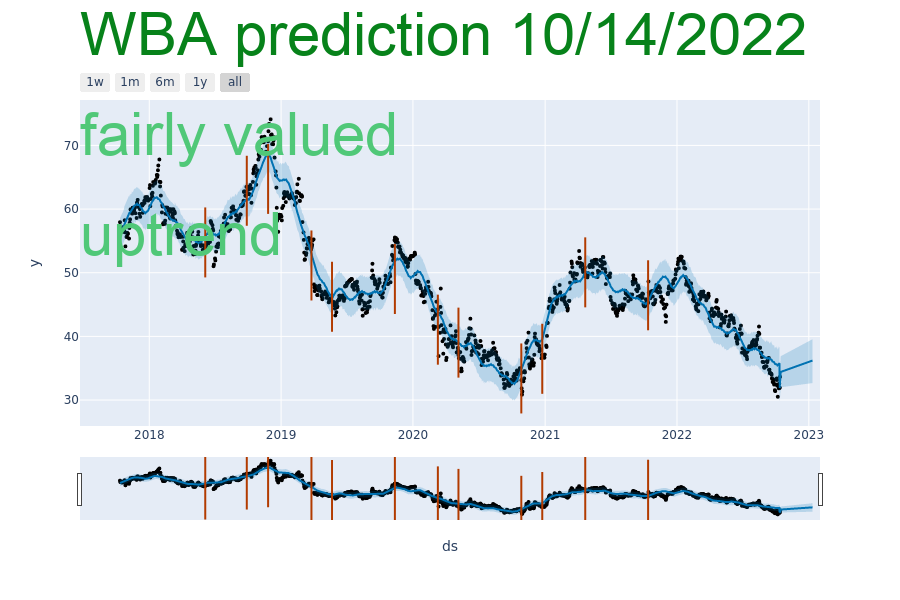 WBA prediction 10/14/2022
1w 1m 6m 1y all
fairly valued
70
60
uptrend
y
50
40
30
2018 2019 2020 2021 2022 2023
ds